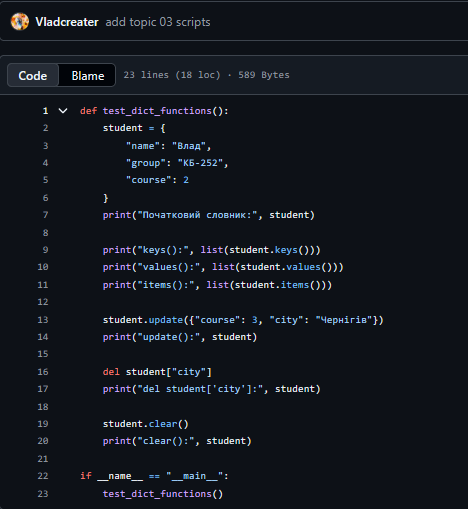 Vladcreater add topic 03 scripts
Code Blame 23 lines (18 loc) · 589 Bytes
1 def test_dict_functions():
2 student = {
3 "name": "Влад",
4 "group": "КБ-252",
5 "course": 2
6 }
7 print("Початковий словник:", student)
8
9 print("keys():", list(student.keys()))
10 print("values():", list(student.values()))
11 print("items():", list(student.items()))
12
13 student.update({"course": 3, "city": "Чернігів"})
14 print("update():", student)
15
16 del student["city"]
17 print("del student['city']:", student)
18
19 student.clear()
20 print("clear():", student)
21
22 if __name__ == "__main__":
23 test_dict_functions()